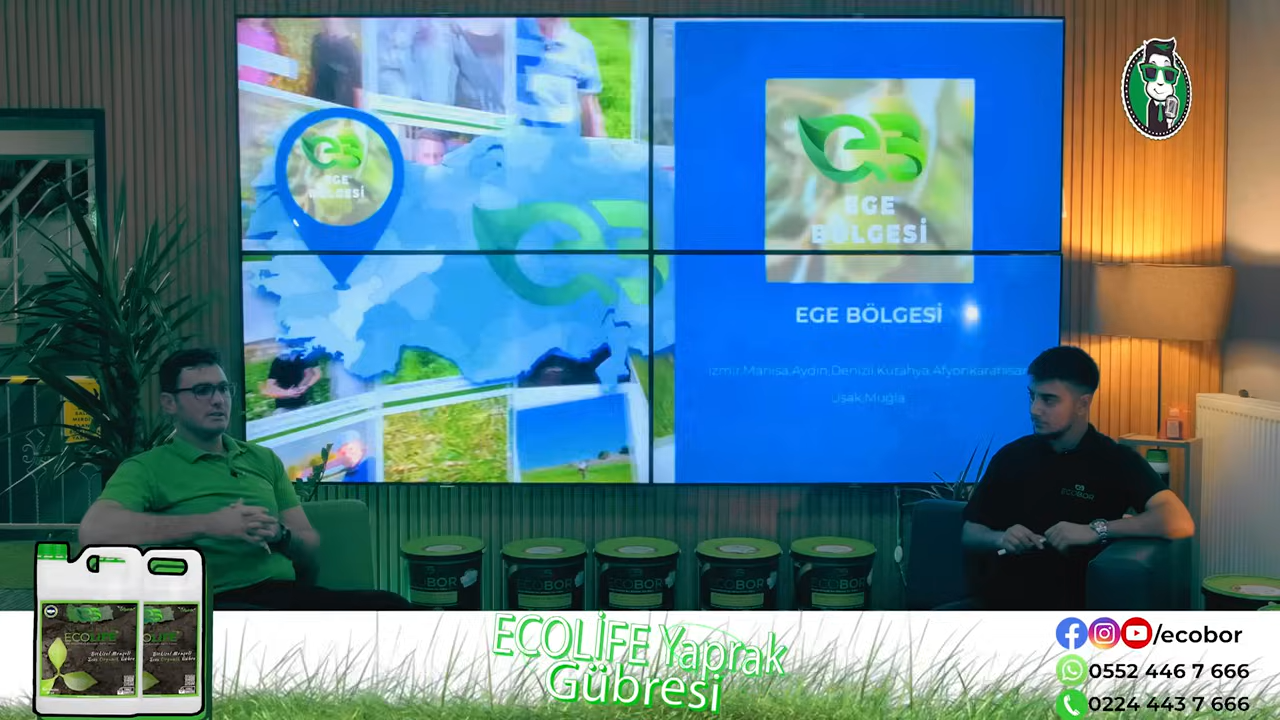 EGE
BÖLGESİ
EGE
BÖLGESİ
EGE BÖLGESİ
İzmir,Manisa,Aydın,Denizli,Kütahya,Afyonkarahisar
Uşak,Muğla
ECOBOR
ECOBOR
ECOBOR
ECOBOR
ECOBOR
ECOBOR
ECOLIFE
ECOLİFE Yaprak
Gübresi
/ecobor
0552 446 7 666
0224 443 7 666